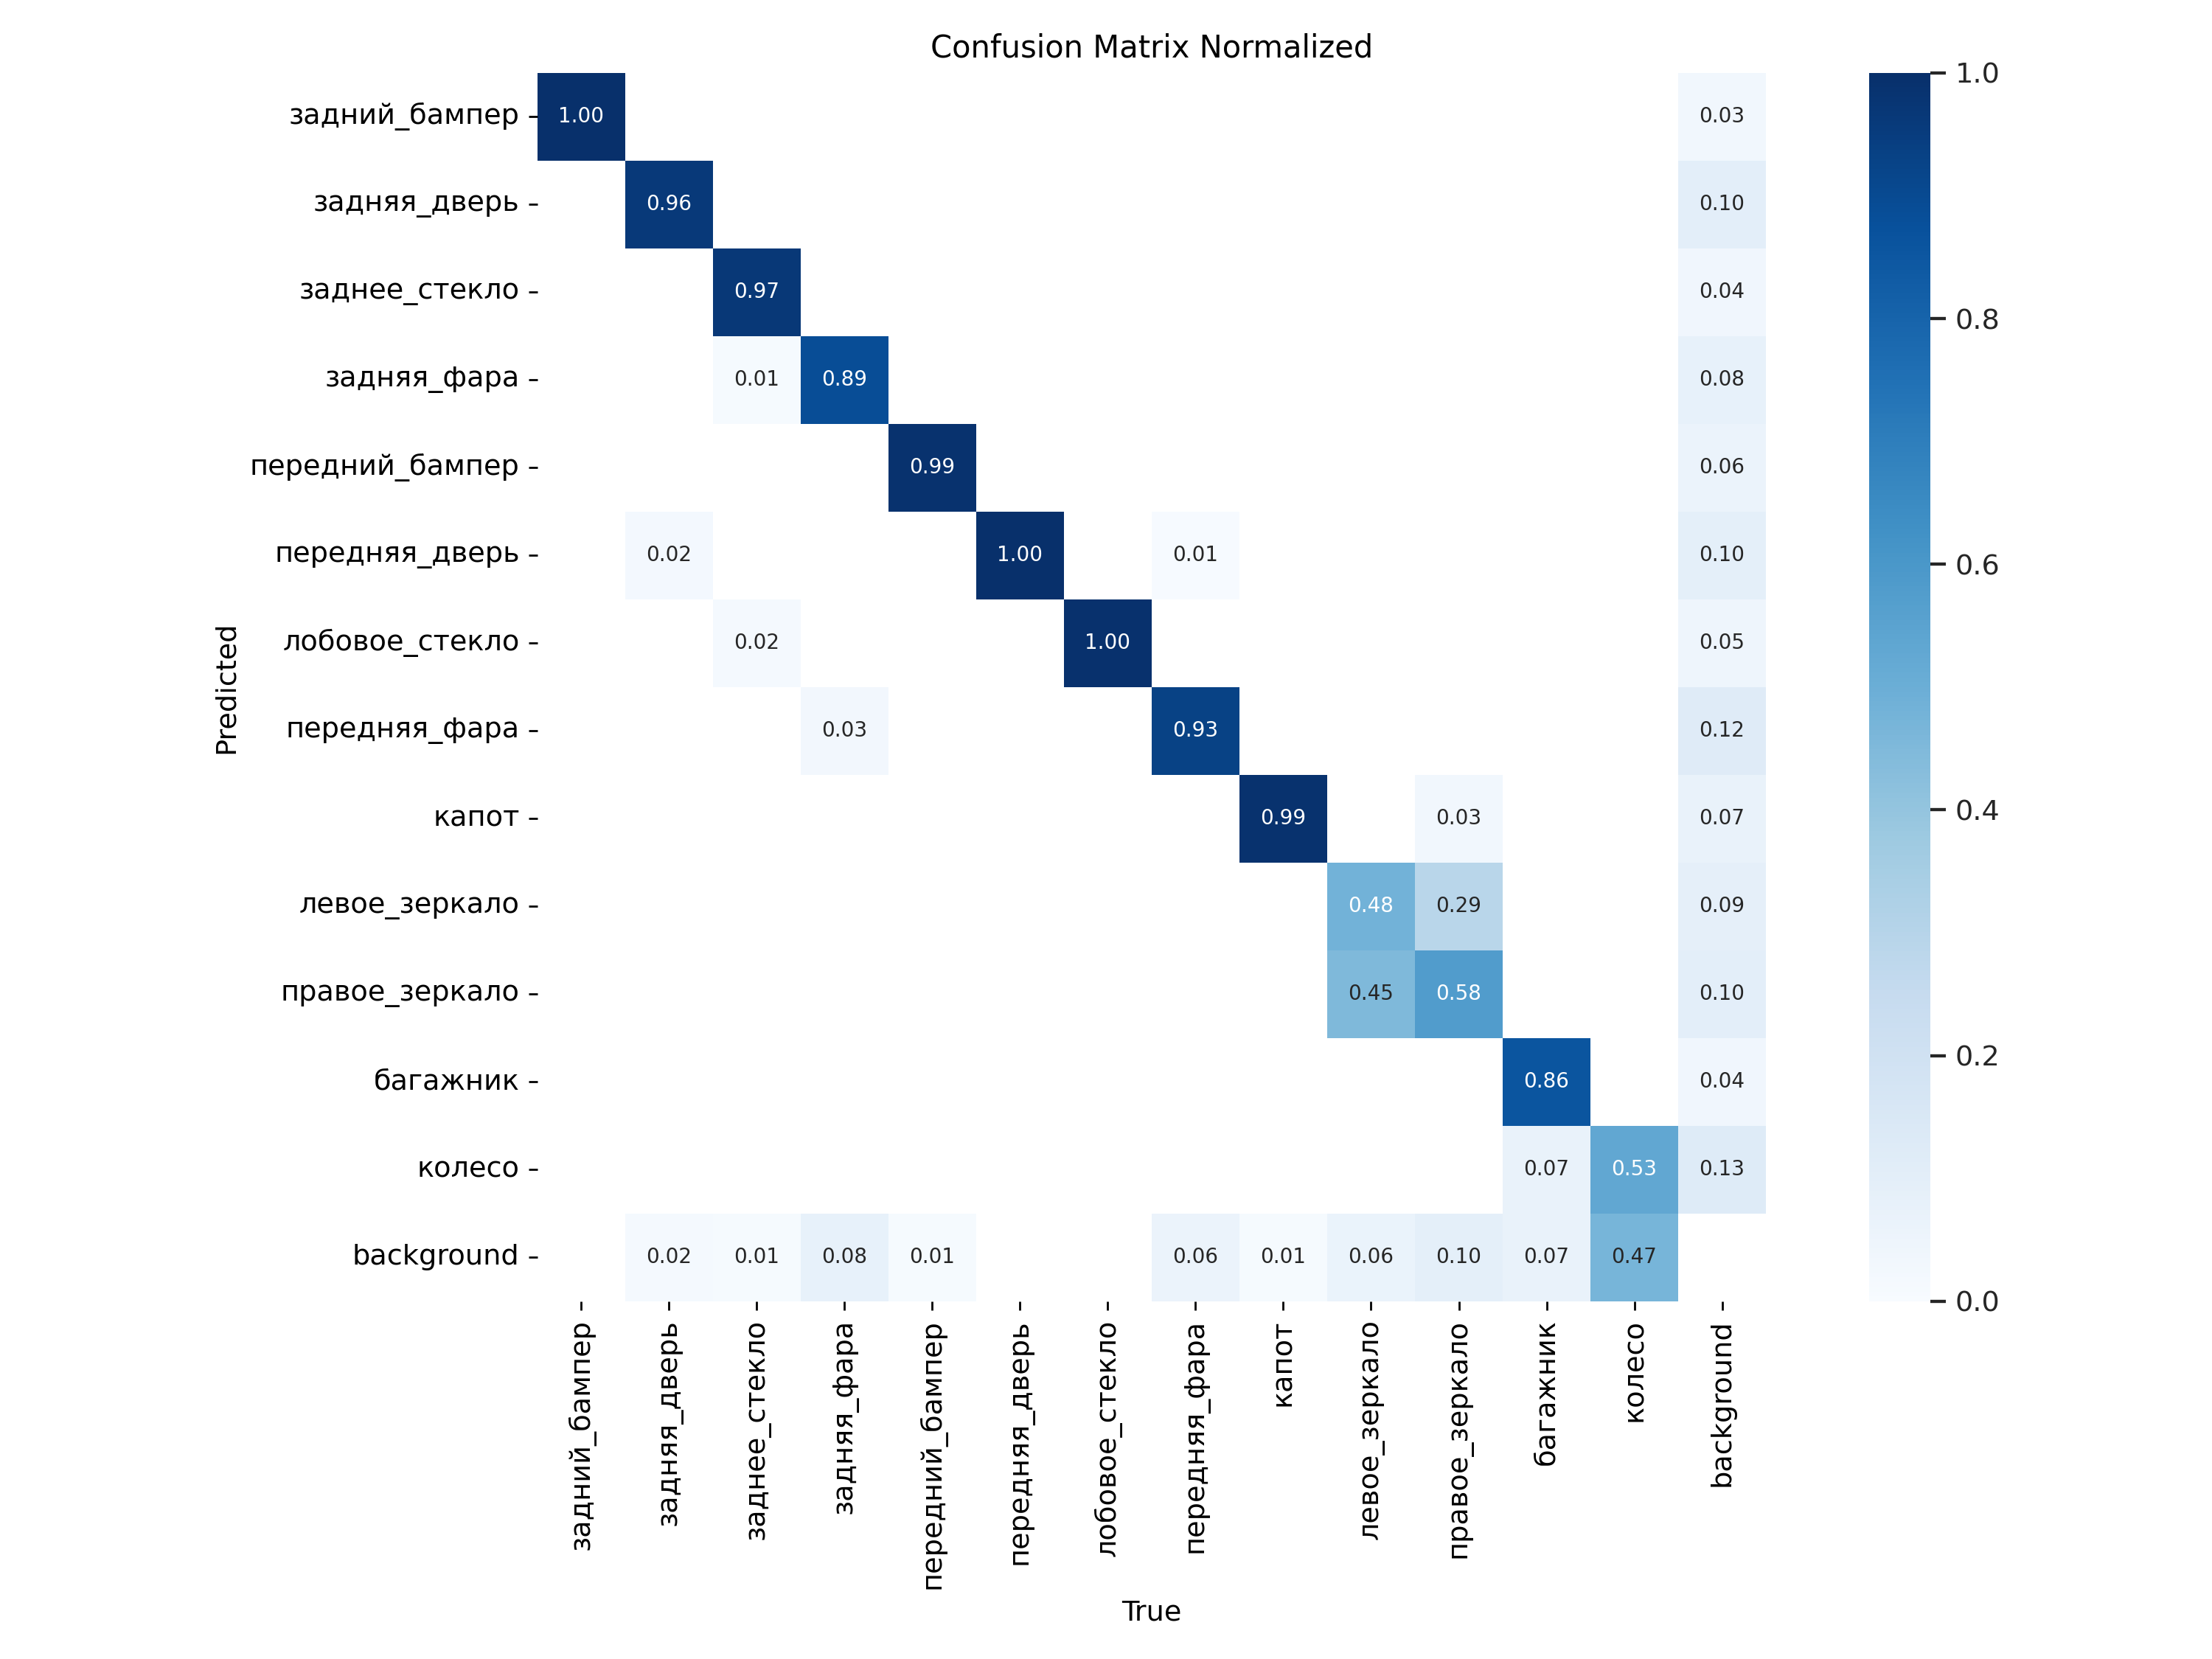 Confusion Matrix Normalized
задний_бампер 1.00 0.03
задняя_дверь 0.96 0.10
заднее_стекло 0.97 0.04
задняя_фара 0.01 0.89 0.08
передний_бампер 0.99 0.06
передняя_дверь 0.02 1.00 0.01 0.10
лобовое_стекло 0.02 1.00 0.05
передняя_фара 0.03 0.93 0.12
капот 0.99 0.03 0.07
левое_зеркало 0.48 0.29 0.09
правое_зеркало 0.45 0.58 0.10
багажник 0.86 0.04
колесо 0.07 0.53 0.13
background 0.02 0.01 0.08 0.01 0.06 0.01 0.06 0.10 0.07 0.47
Predicted
задний_бампер
задняя_дверь
заднее_стекло
задняя_фара
передний_бампер
передняя_дверь
лобовое_стекло
передняя_фара
капот
левое_зеркало
правое_зеркало
багажник
колесо
background
True
1.0
0.8
0.6
0.4
0.2
0.0